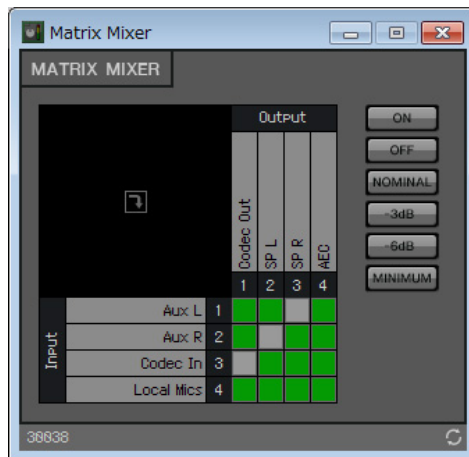 Matrix Mixer
MATRIX MIXER
Output
ON
OFF
NOMINAL
-3dB
-6dB
MINIMUM
Codec Out
SP L
SP R
AEC
1 2 3 4
Input
Aux L 1
Aux R 2
Codec In 3
Local Mics 4
30038